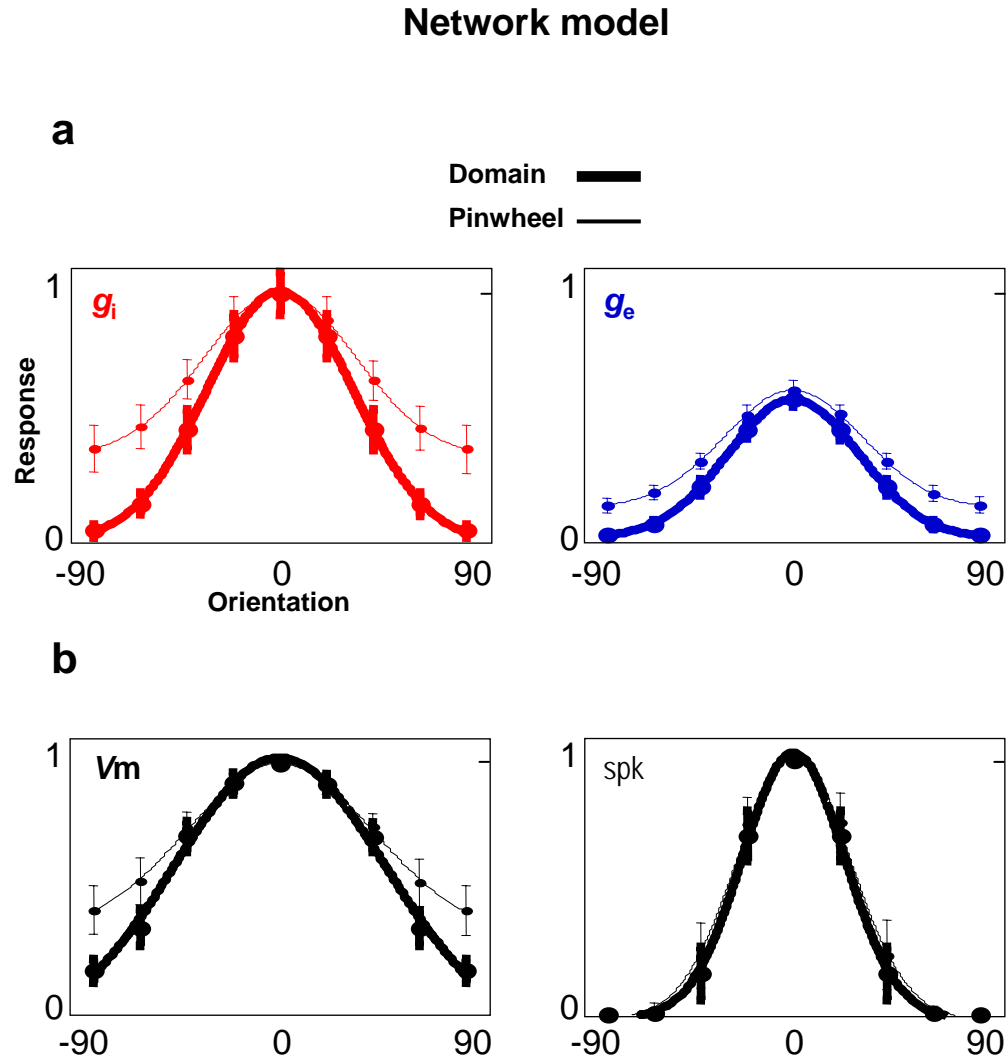 Network model
a
Domain
Pinwheel
1
gi
Response
0
-90 0 90
Orientation
1
ge
0
-90 0 90
b
1
Vm
0
-90 0 90
1
spk
0
-90 0 90